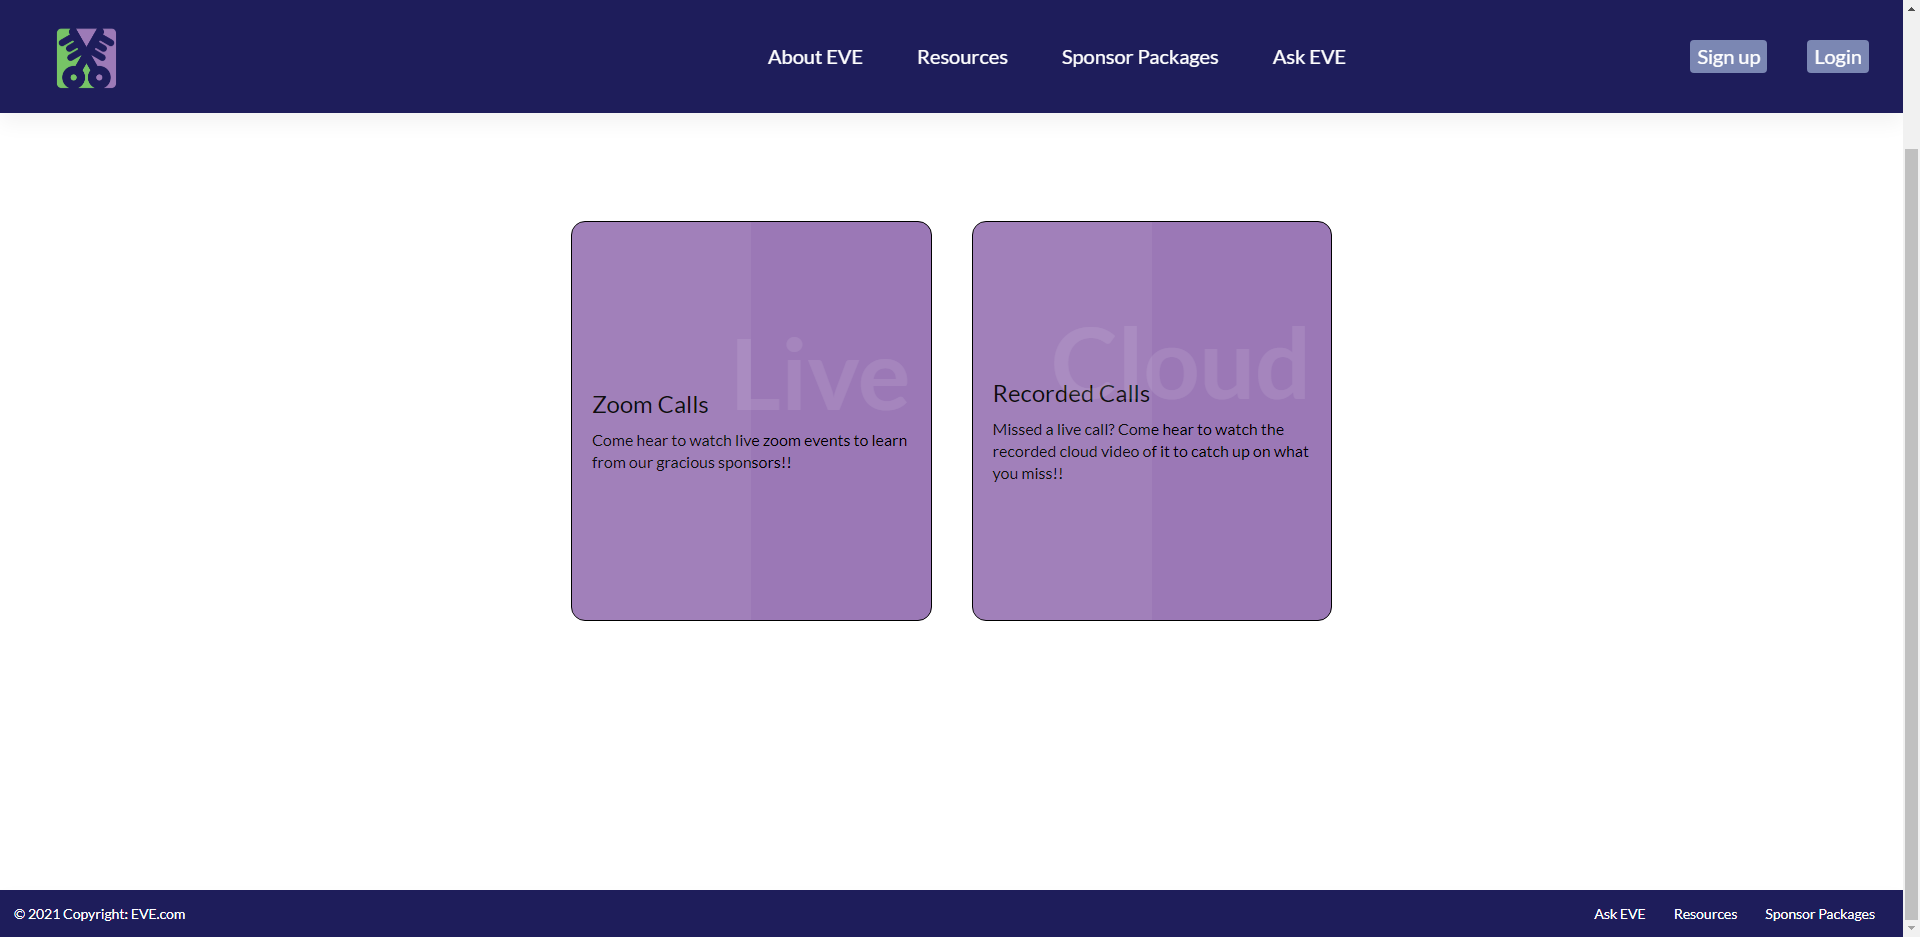 About EVE
Resources
Sponsor Packages
Ask EVE
Sign up
Login
Live
Zoom Calls
Come hear to watch live zoom events to learn
from our gracious sponsors!!
Cloud
Recorded Calls
Missed a live call? Come hear to watch the
recorded cloud video of it to catch up on what
you miss!!
© 2021 Copyright: EVE.com
Ask EVE
Resources
Sponsor Packages